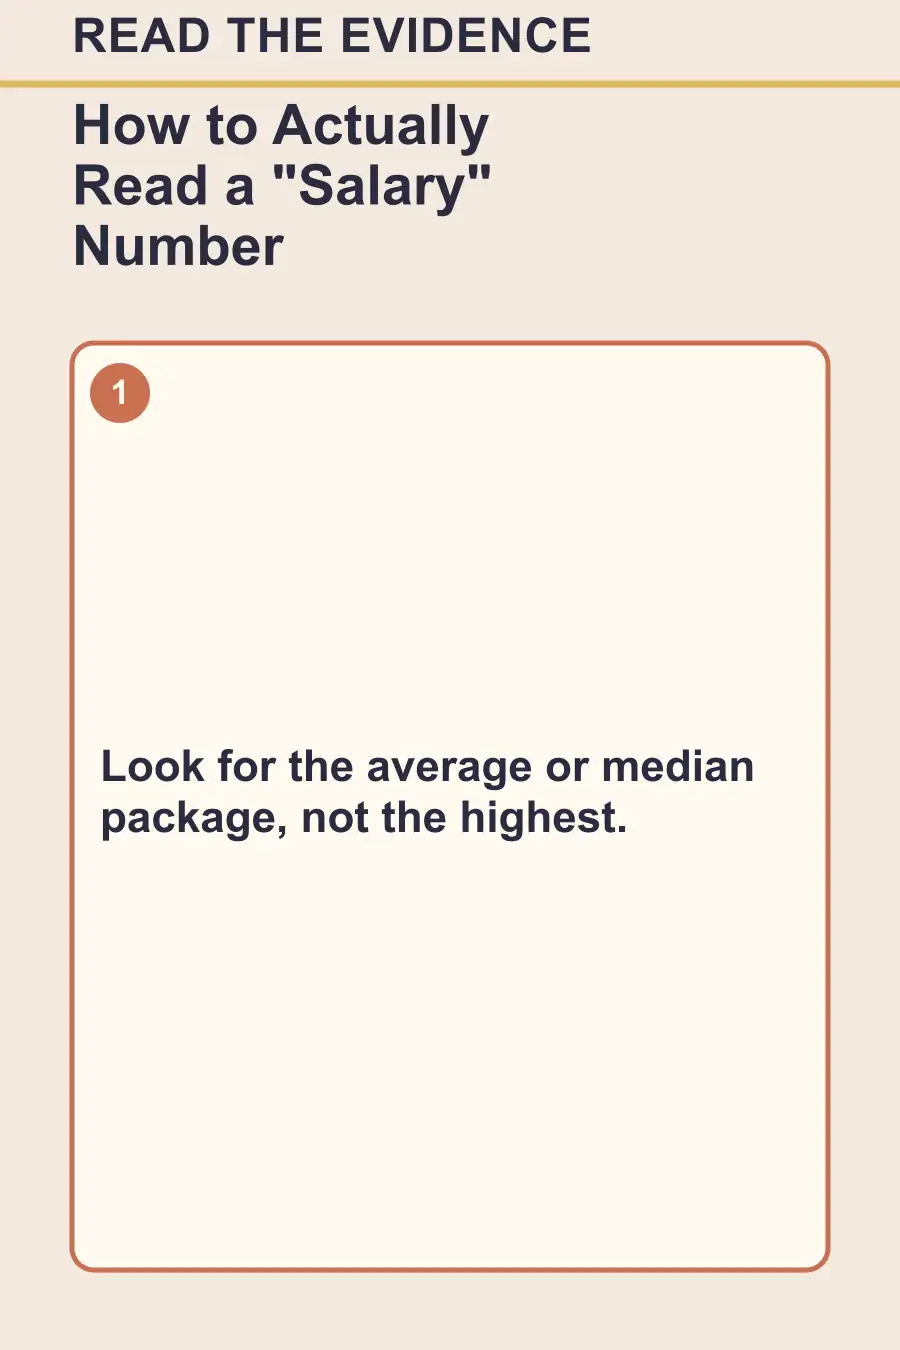 READ THE EVIDENCE
How to Actually
Read a "Salary"
Number
1
Look for the average or median
package, not the highest.